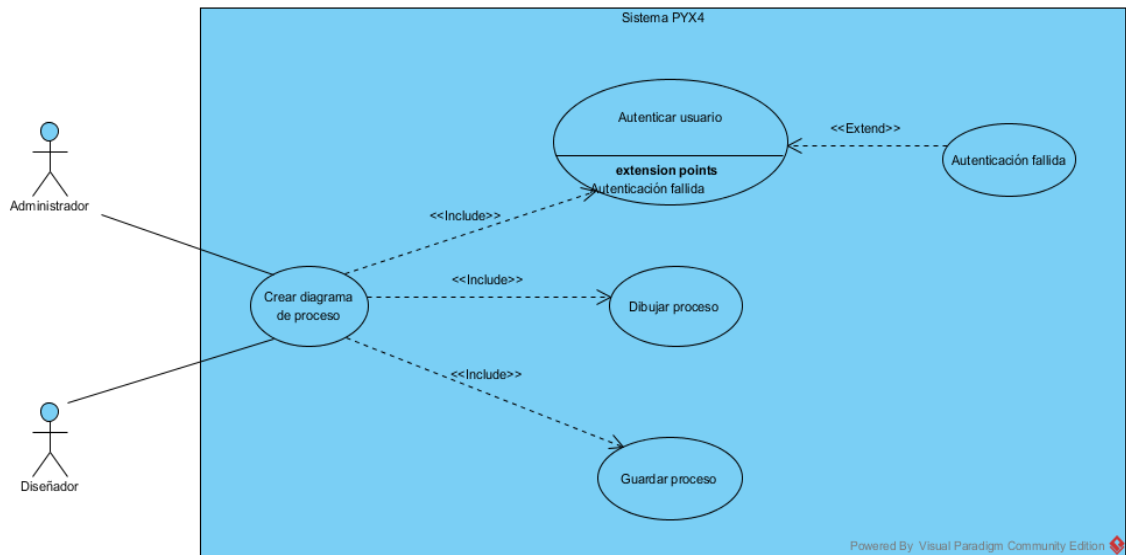 Sistema PYX4
Autenticar usuario
<<Extend>>
Autenticación fallida
extension points
Autenticación fallida
Administrador
<<Include>>
<<Include>>
Crear diagrama
de proceso
Dibujar proceso
<<Include>>
Guardar proceso
Diseñador
Powered By Visual Paradigm Community Edition